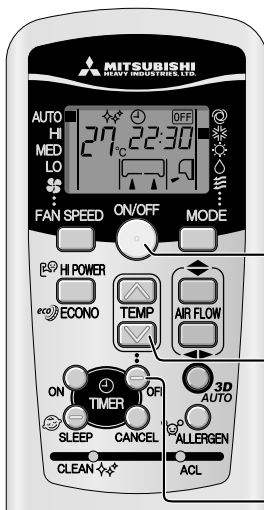 MITSUBISHI
HEAVY INDUSTRIES, LTD.
AUTO OFF
HI 27°C 22:30
MED
LO
FAN SPEED ON/OFF MODE
HI POWER
eco ECONO TEMP AIR FLOW
ON OFF 3D
AUTO
TIMER
SLEEP CANCEL ALLERGEN
CLEAN ACL